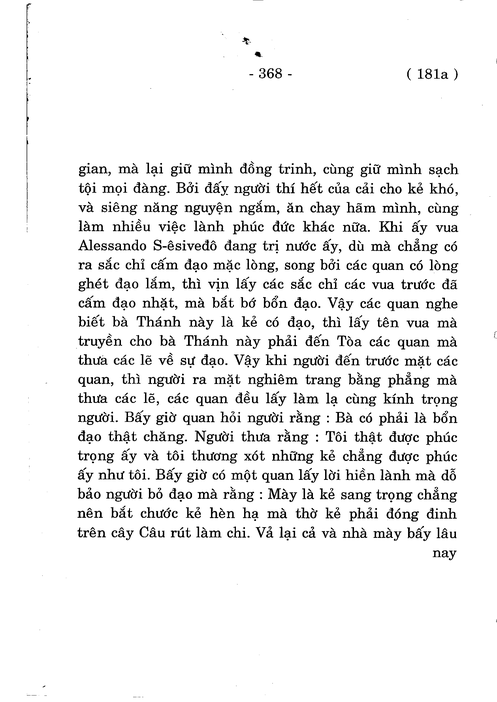 - 368 - ( 181a )
gian, mà lại giữ mình đồng trinh, cùng giữ mình sạch
tội mọi đàng. Bởi đấy người thí hết của cải cho kẻ khó,
và siêng năng nguyện ngắm, ăn chay hãm mình, cùng
làm nhiều việc lành phúc đức khác nữa. Khi ấy vua
Alessando S-êsiveđô đang trị nước ấy, dù mà chẳng có
ra sắc chỉ cấm đạo mặc lòng, song bởi các quan có lòng
ghét đạo lắm, thì vịn lấy các sắc chỉ các vua trước đã
cấm đạo nhặt, mà bắt bớ bổn đạo. Vậy các quan nghe
biết bà Thánh này là kẻ có đạo, thì lấy tên vua mà
truyền cho bà Thánh này phải đến Tòa các quan mà
thưa các lẽ về sự đạo. Vậy khi người đến trước mặt các
quan, thì người ra mặt nghiêm trang bằng phẳng mà
thưa các lẽ, các quan đều lấy làm lạ cùng kính trọng
người. Bấy giờ quan hỏi người rằng : Bà có phải là bổn
đạo thật chăng. Người thưa rằng : Tôi thật được phúc
trọng ấy và tôi thương xót những kẻ chẳng được phúc
ấy như tôi. Bấy giờ có một quan lấy lời hiền lành mà dỗ
bảo người bỏ đạo mà rằng : Mày là kẻ sang trọng chẳng
nên bắt chước kẻ hèn hạ mà thờ kẻ phải đóng đinh
trên cây Câu rút làm chi. Vả lại cả và nhà mày bấy lâu
nay